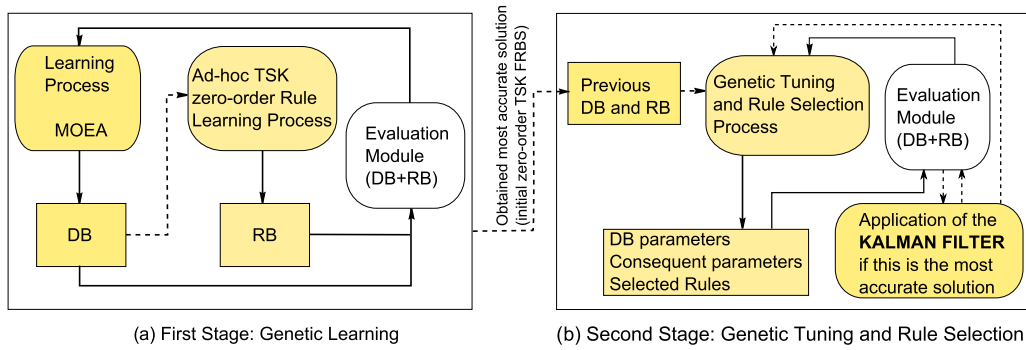 Learning
Process
MOEA
Ad-hoc TSK
zero-order Rule
Learning Process
Evaluation
Module
(DB+RB)
DB
RB
(a) First Stage: Genetic Learning
Obtained most accurate solution
(initial zero-order TSK FRBS)
Previous
DB and RB
Genetic Tuning
and Rule Selection
Process
Evaluation
Module
(DB+RB)
DB parameters
Consequent parameters
Selected Rules
Application of the
KALMAN FILTER
if this is the most
accurate solution
(b) Second Stage: Genetic Tuning and Rule Selection